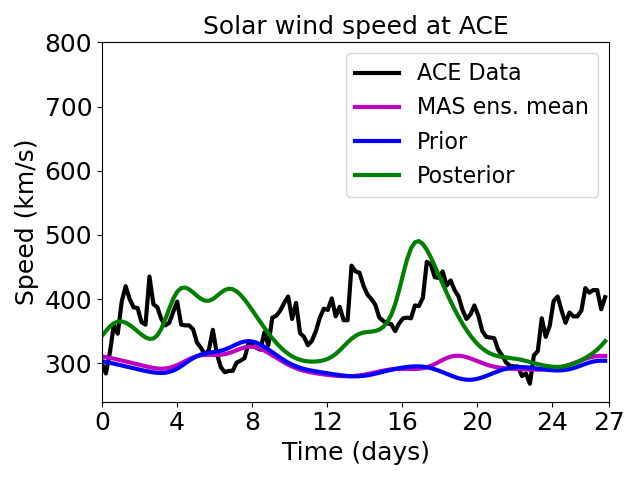 Solar wind speed at ACE
800
700
600
500
400
300
Speed (km/s)
ACE Data
MAS ens. mean
Prior
Posterior
0 4 8 12 16 20 24 27
Time (days)